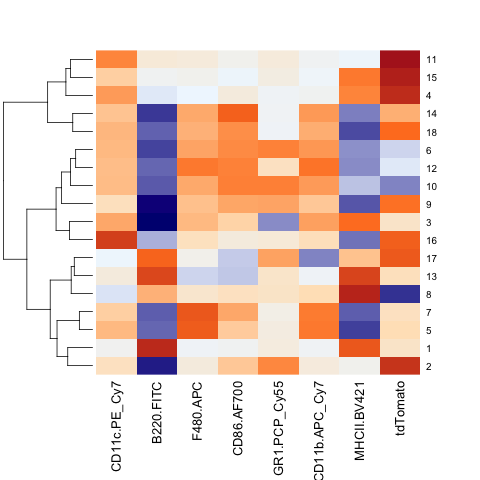 11
15
4
14
18
6
12
10
9
3
16
17
13
8
7
5
1
2
CD11c.PE_Cy7
B220.FITC
F480.APC
CD86.AF700
GR1.PCP_Cy55
CD11b.APC_Cy7
MHCII.BV421
tdTomato